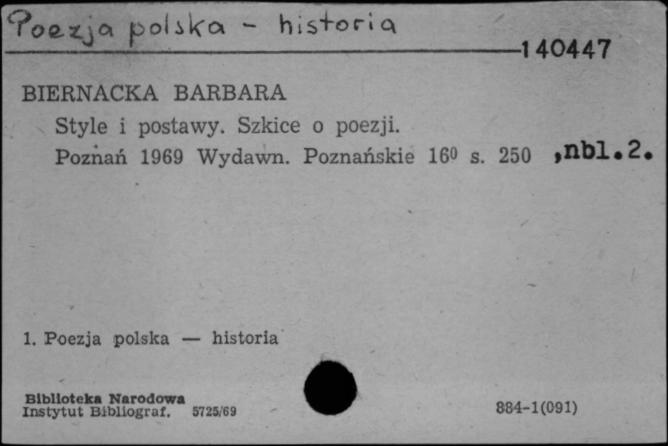 Poezja polska - historia
140447
BIERNACKA BARBARA
Style i postawy. Szkice o poezji.
Poznań 1969 Wydawn. Poznańskie 16⁰ s. 250 ,nbl.2.
1. Poezja polska — historia
Biblioteka Narodowa
Instytut Bibliograf. 5725/69
884-1(091)